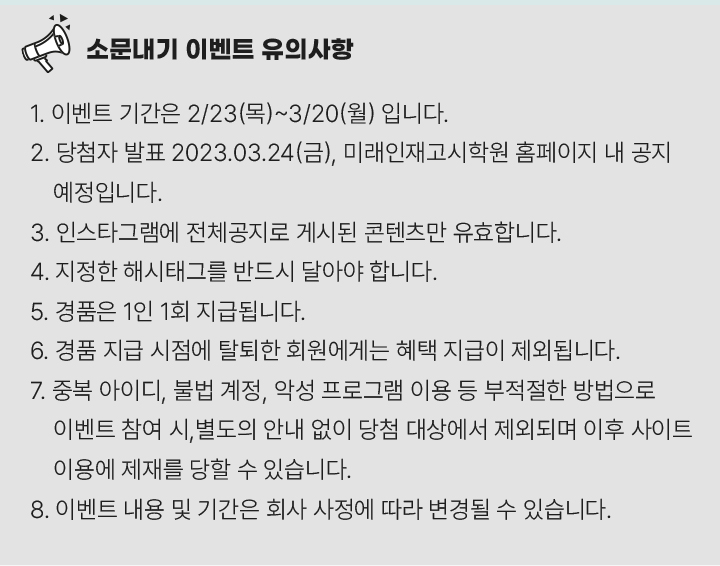 소문내기 이벤트 유의사항
1. 이벤트 기간은 2/23(목)~3/20(월) 입니다.
2. 당첨자 발표 2023.03.24(금), 미래인재고시학원 홈페이지 내 공지
예정입니다.
3. 인스타그램에 전체공지로 게시된 콘텐츠만 유효합니다.
4. 지정한 해시태그를 반드시 달아야 합니다.
5. 경품은 1인 1회 지급됩니다.
6. 경품 지급 시점에 탈퇴한 회원에게는 혜택 지급이 제외됩니다.
7. 중복 아이디, 불법 계정, 악성 프로그램 이용 등 부적절한 방법으로
이벤트 참여 시,별도의 안내 없이 당첨 대상에서 제외되며 이후 사이트
이용에 제재를 당할 수 있습니다.
8. 이벤트 내용 및 기간은 회사 사정에 따라 변경될 수 있습니다.